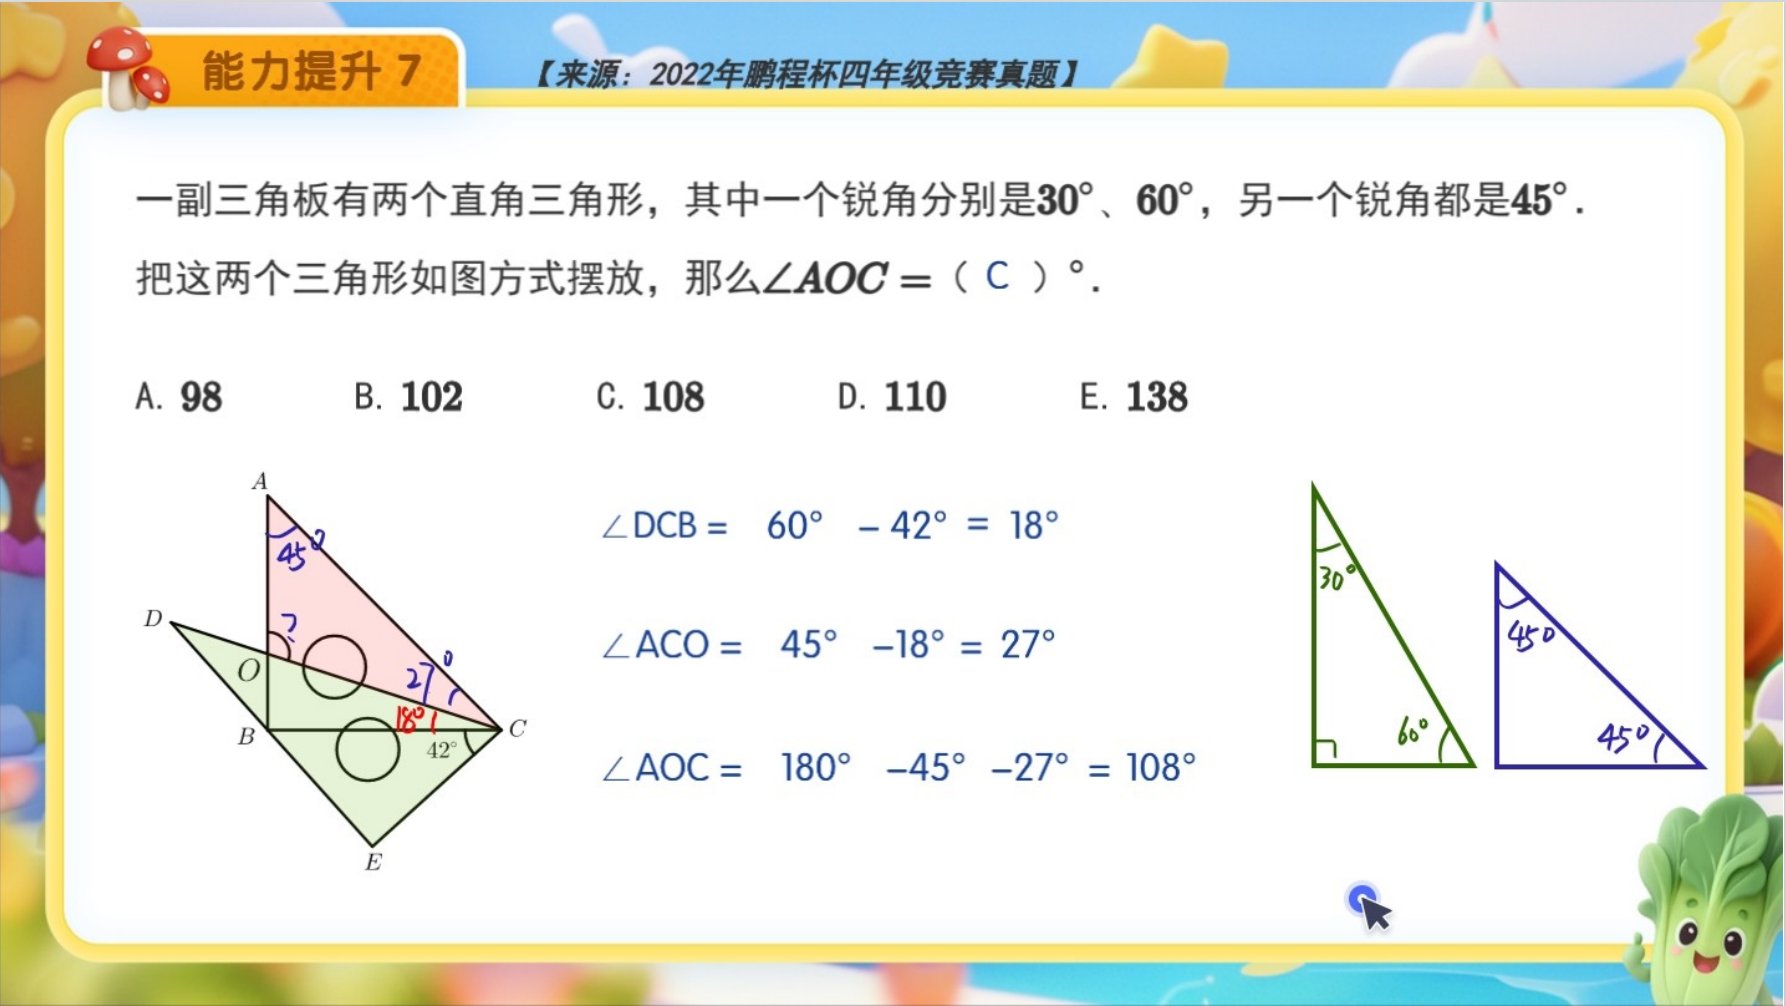 能力提升 7
【来源：2022年鹏程杯四年级竞赛真题】
一副三角板有两个直角三角形，其中一个锐角分别是30°、60°，另一个锐角都是45°．
把这两个三角形如图方式摆放，那么∠AOC =（ C ）°．
A. 98 B. 102 C. 108 D. 110 E. 138
A
45°
D
?
O
27°
18°
B
42°
C
E
∠DCB = 60° – 42° = 18°
∠ACO = 45° –18° = 27°
∠AOC = 180° –45° –27° = 108°
30°
60°
45°
45°